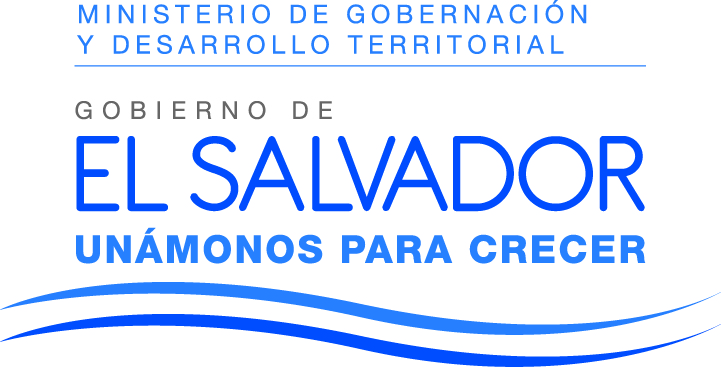 MINISTERIO DE GOBERNACIÓN
Y DESARROLLO TERRITORIAL
GOBIERNO DE
EL SALVADOR
UNÁMONOS PARA CRECER